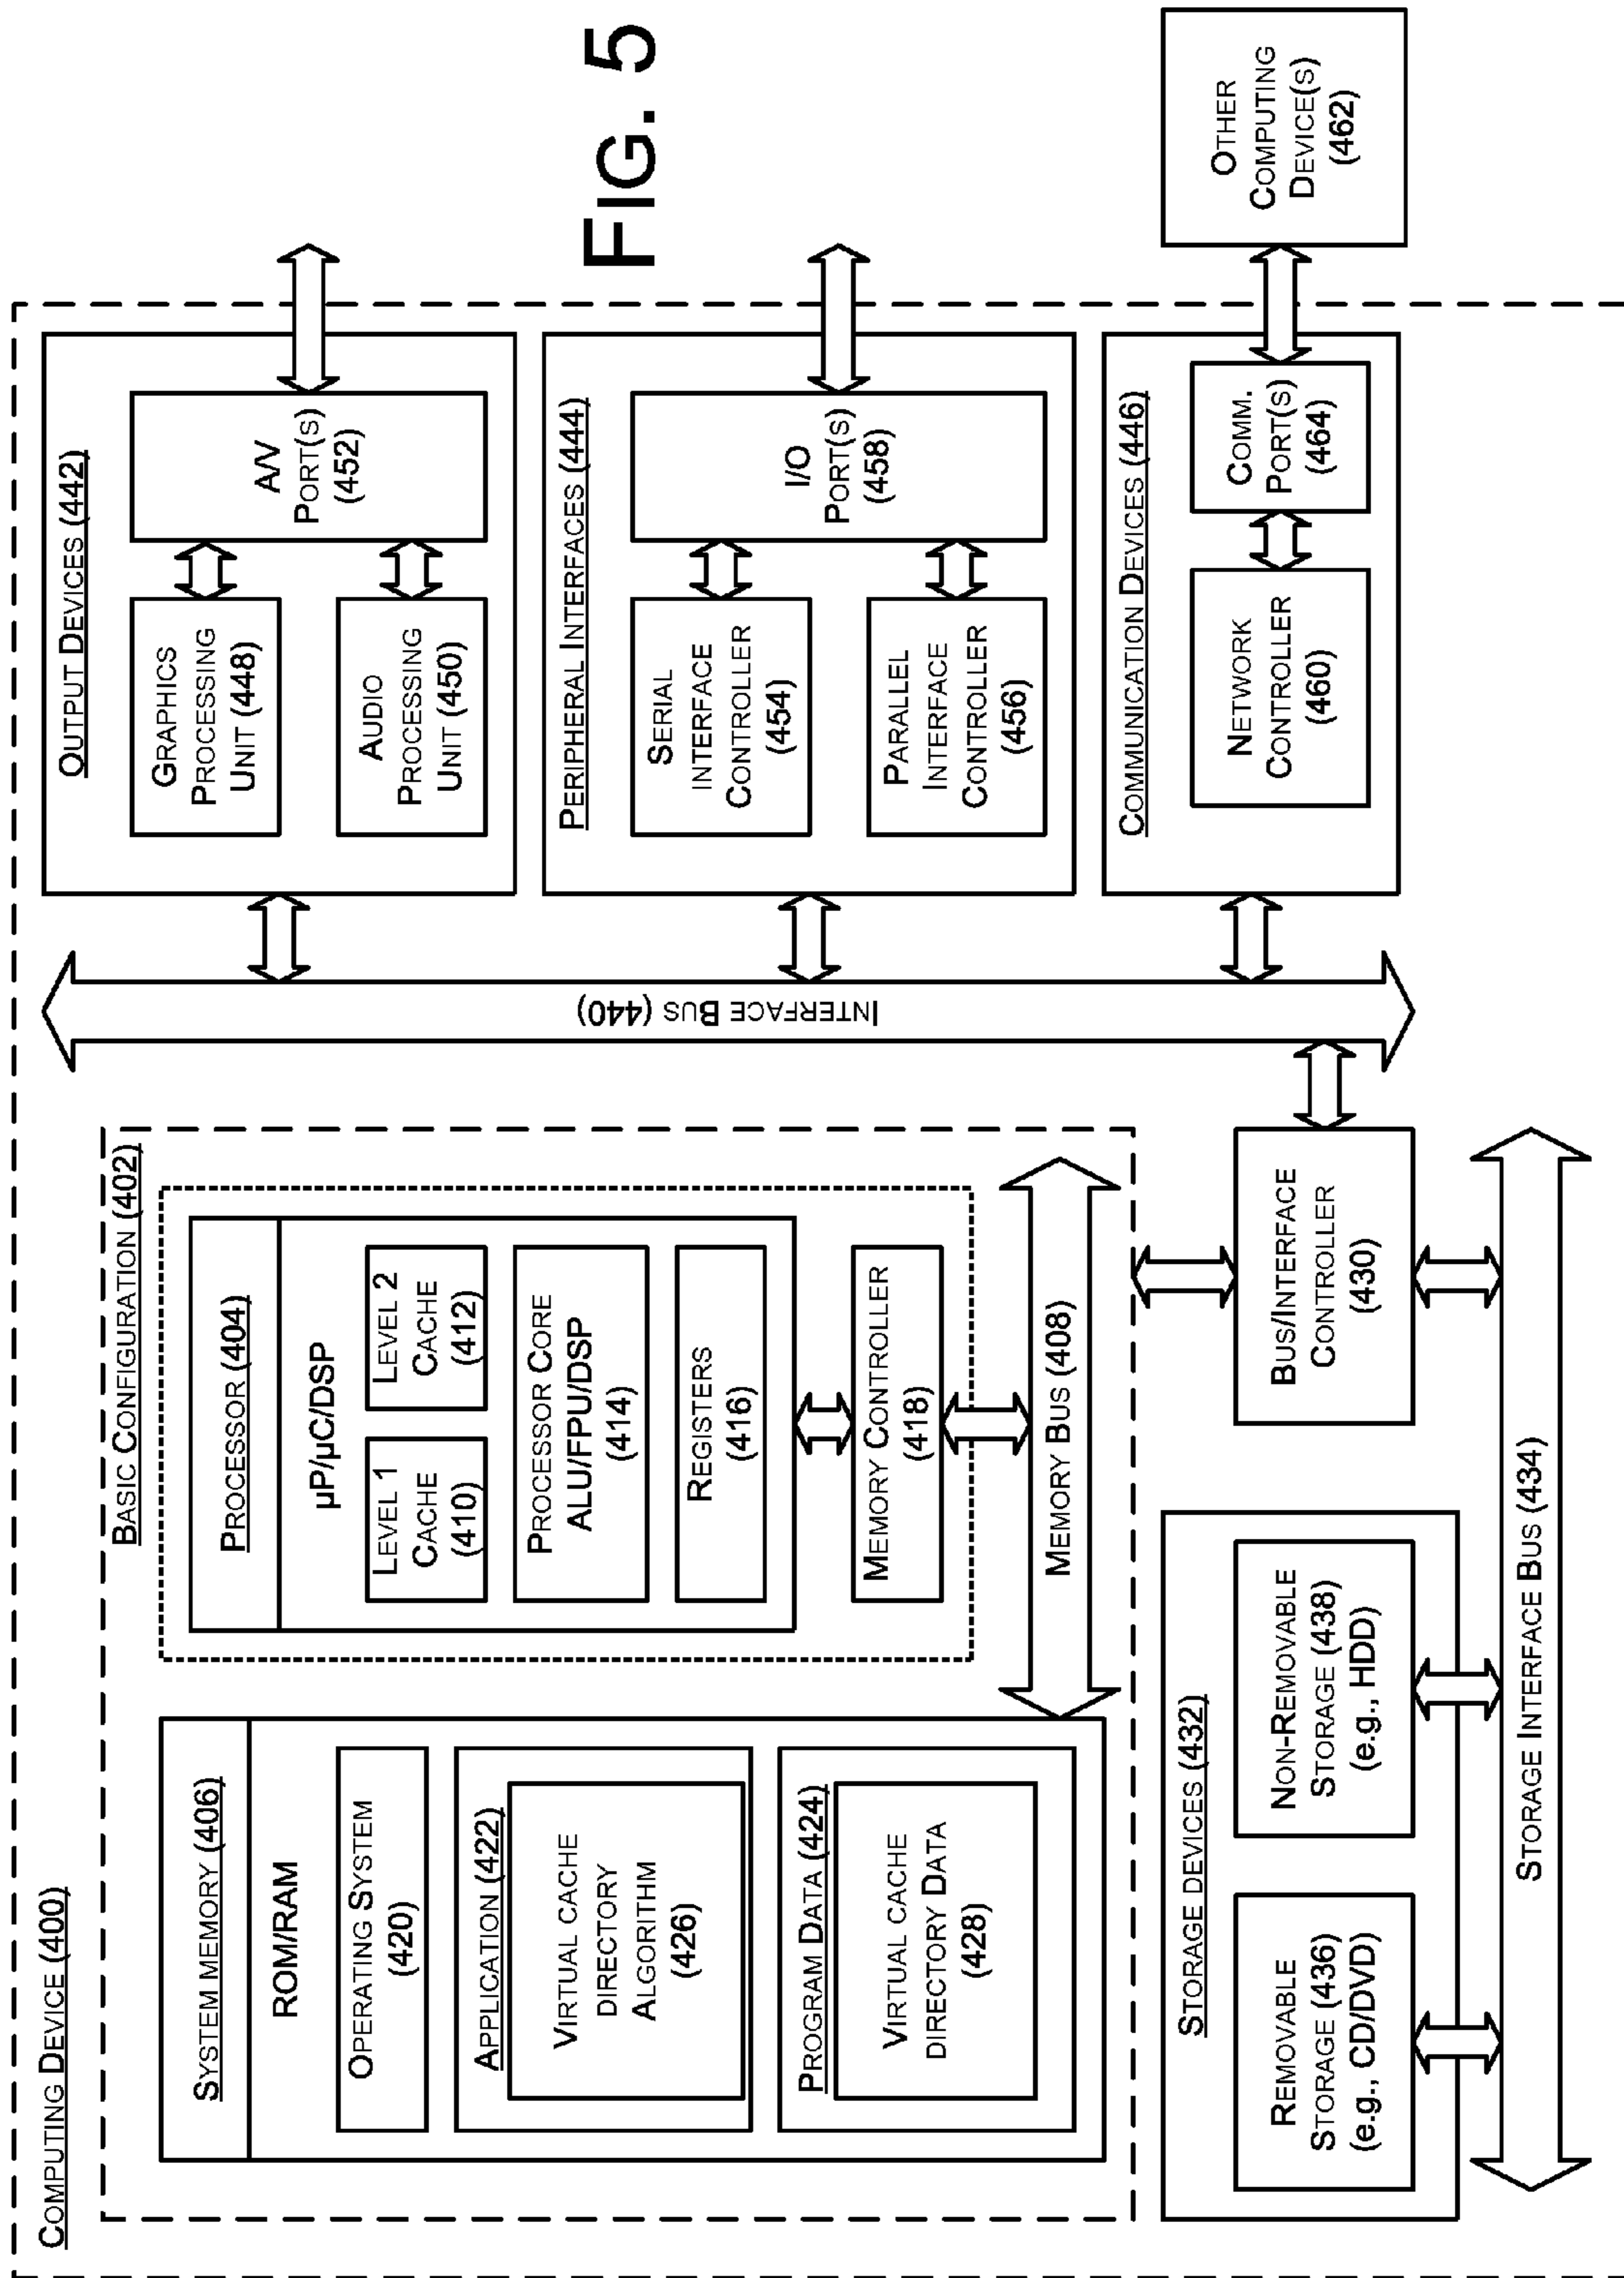 COMPUTING DEVICE (400)
BASIC CONFIGURATION (402)
SYSTEM MEMORY (406)
ROM/RAM
OPERATING SYSTEM
(420)
APPLICATION (422)
VIRTUAL CACHE
DIRECTORY
ALGORITHM
(426)
PROGRAM DATA (424)
VIRTUAL CACHE
DIRECTORY DATA
(428)
PROCESSOR (404)
µP/µC/DSP
LEVEL 1
CACHE
(410)
LEVEL 2
CACHE
(412)
PROCESSOR CORE
ALU/FPU/DSP
(414)
REGISTERS
(416)
MEMORY CONTROLLER
(418)
MEMORY BUS (408)
BUS/INTERFACE
CONTROLLER
(430)
STORAGE DEVICES (432)
REMOVABLE
STORAGE (436)
(e.g., CD/DVD)
NON-REMOVABLE
STORAGE (438)
(e.g., HDD)
STORAGE INTERFACE BUS (434)
INTERFACE BUS (440)
OUTPUT DEVICES (442)
GRAPHICS
PROCESSING
UNIT (448)
AUDIO
PROCESSING
UNIT (450)
A/V
PORT(S)
(452)
PERIPHERAL INTERFACES (444)
SERIAL
INTERFACE
CONTROLLER
(454)
PARALLEL
INTERFACE
CONTROLLER
(456)
I/O
PORT(S)
(458)
COMMUNICATION DEVICES (446)
NETWORK
CONTROLLER
(460)
COMM.
PORT(S)
(464)
OTHER
COMPUTING
DEVICE(S)
(462)
FIG. 5